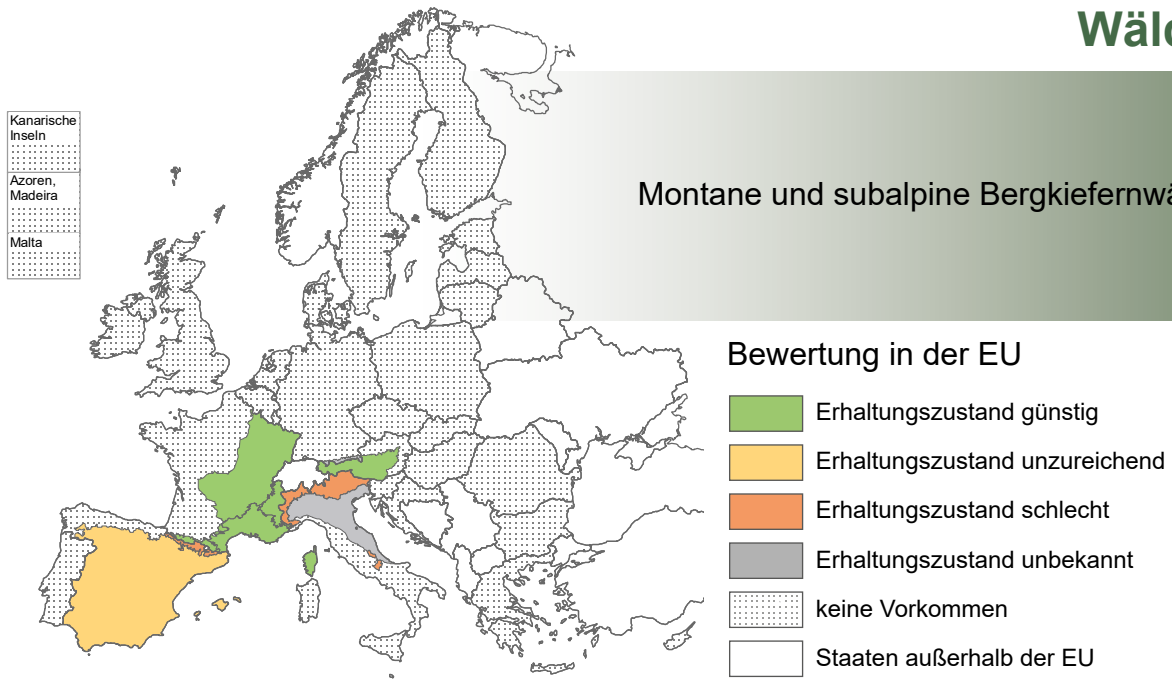 Wäld
Kanarische
Inseln
Azoren,
Madeira
Malta
Montane und subalpine Bergkiefernwä
Bewertung in der EU
Erhaltungszustand günstig
Erhaltungszustand unzureichend
Erhaltungszustand schlecht
Erhaltungszustand unbekannt
keine Vorkommen
Staaten außerhalb der EU